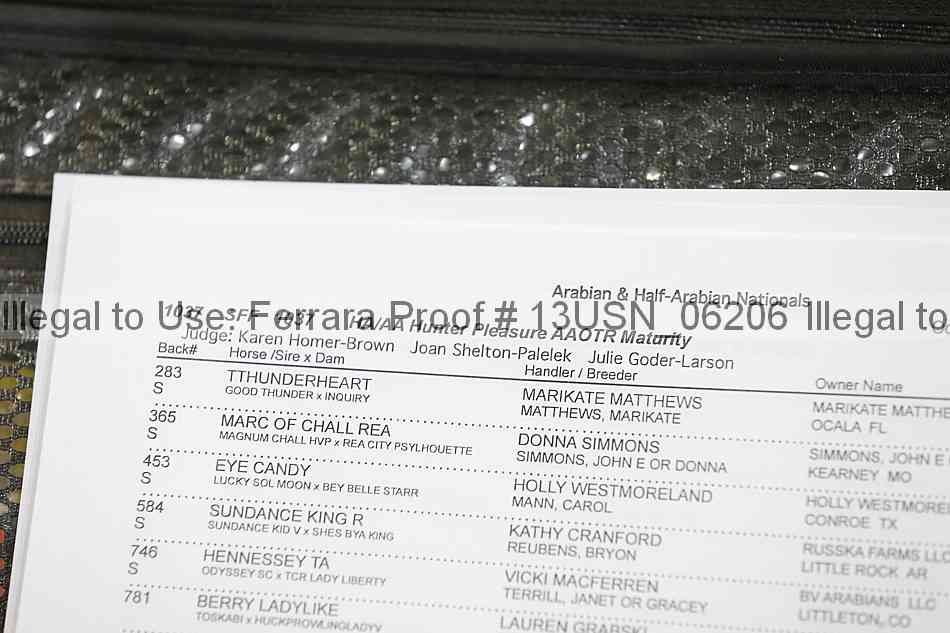 Arabian & Half-Arabian Nationals
Illegal to Use: Ferrara Proof # 13USN_06206 Illegal to
1037 SFF HA/AA Hunter Pleasure AAOTR Maturity
Judge: Karen Homer-Brown Joan Shelton-Palelek Julie Goder-Larson
Back# Horse /Sire x Dam Handler / Breeder Owner Name
283 TTHUNDERHEART MARIKATE MATTHEWS MARIKATE MATTHE
S GOOD THUNDER x INQUIRY MATTHEWS, MARIKATE OCALA FL
365 MARC OF CHALL REA DONNA SIMMONS SIMMONS, JOHN E
S MAGNUM CHALL HVP x REA CITY PSYLHOUETTE SIMMONS, JOHN E OR DONNA KEARNEY MO
453 EYE CANDY HOLLY WESTMORELAND HOLLY WESTMOREL
S LUCKY SOL MOON x BEY BELLE STARR MANN, CAROL CONROE TX
584 SUNDANCE KING R KATHY CRANFORD RUSSKA FARMS LLC
S SUNDANCE KID V x SHES BYA KING REUBENS, BRYON LITTLE ROCK AR
746 HENNESSEY TA VICKI MACFERREN BV ARABIANS LLC
S ODYSSEY SC x TCR LADY LIBERTY TERRILL, JANET OR GRACEY LITTLETON, CO
781 BERRY LADYLIKE LAUREN GRABSKI
TOSKABI x HUCKPROWLINGLADYV